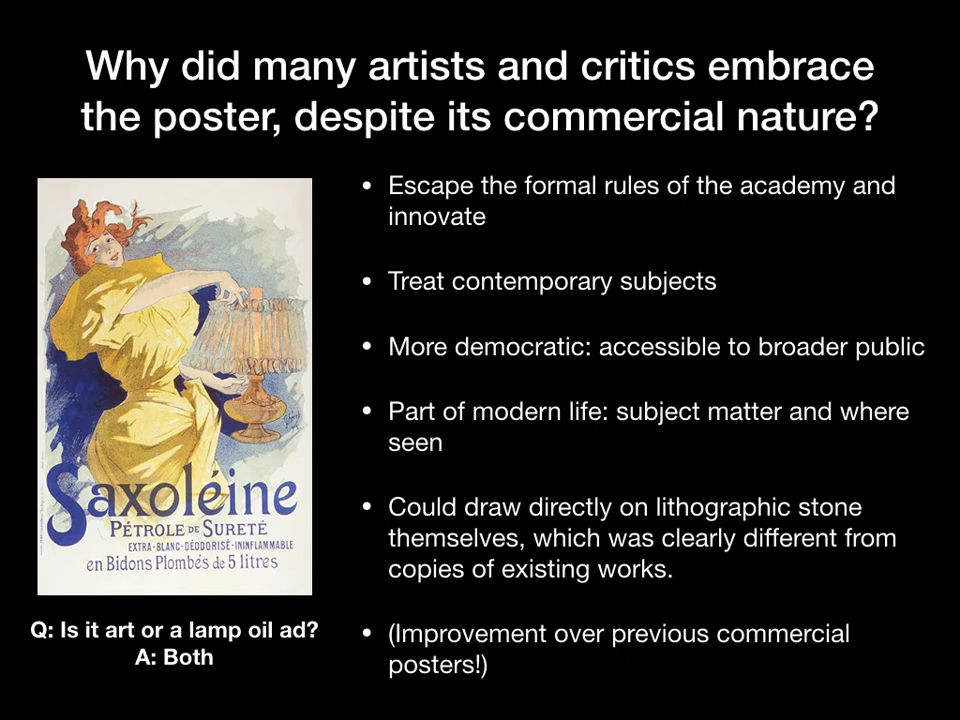 Why did many artists and critics embrace
the poster, despite its commercial nature?
Saxoléine
PÉTROLE DE SURETÉ
EXTRA-BLANC-DÉODORISÉ-ININFLAMMABLE
en Bidons Plombés de 5 litres
Q: Is it art or a lamp oil ad?
A: Both
• Escape the formal rules of the academy and
innovate
• Treat contemporary subjects
• More democratic: accessible to broader public
• Part of modern life: subject matter and where
seen
• Could draw directly on lithographic stone
themselves, which was clearly different from
copies of existing works.
• (Improvement over previous commercial
posters!)